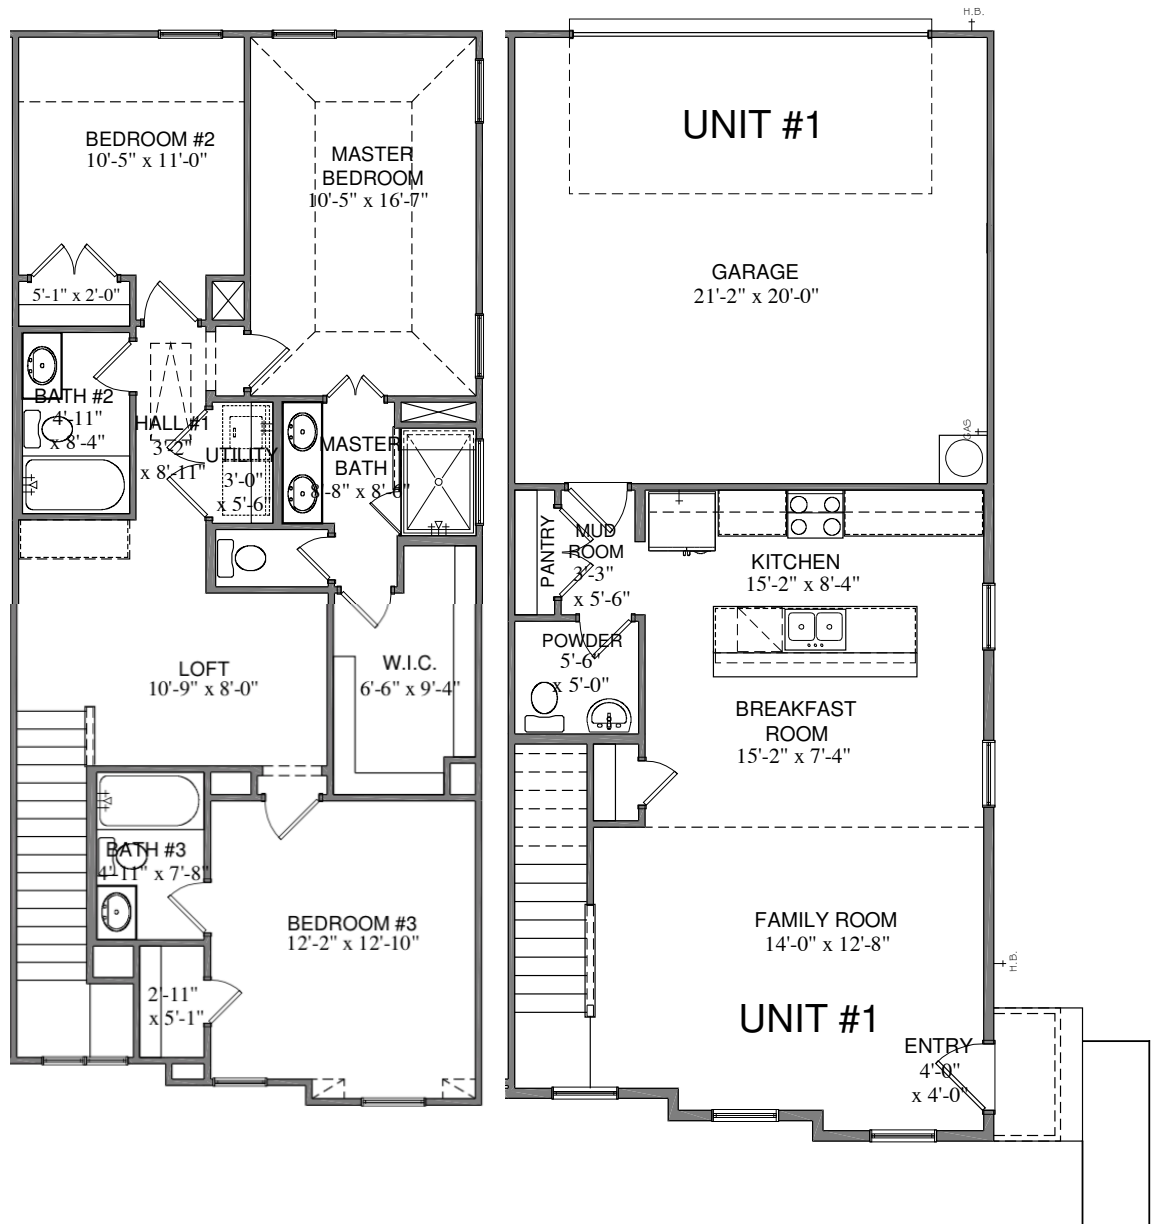 H.B.
BEDROOM #2
10'-5" x 11'-0"
MASTER
BEDROOM
10'-5" x 16'-7"
UNIT #1
GARAGE
21'-2" x 20'-0"
5'-1" x 2'-0"
BATH #2
4'-11"
x 8'-4"
HALL #1
3'-2"
x 8'-11"
UTILITY
3'-0"
x 5'-6"
MASTER
BATH
8'-8" x 8'-6"
GAS
PANTRY
MUD
ROOM
3'-3"
x 5'-6"
KITCHEN
15'-2" x 8'-4"
POWDER
5'-6"
x 5'-0"
LOFT
10'-9" x 8'-0"
W.I.C.
6'-6" x 9'-4"
BREAKFAST
ROOM
15'-2" x 7'-4"
BATH #3
4'-11" x 7'-8"
BEDROOM #3
12'-2" x 12'-10"
FAMILY ROOM
14'-0" x 12'-8"
H.B.
2'-11"
x 5'-1"
UNIT #1
ENTRY
4'-0"
x 4'-0"